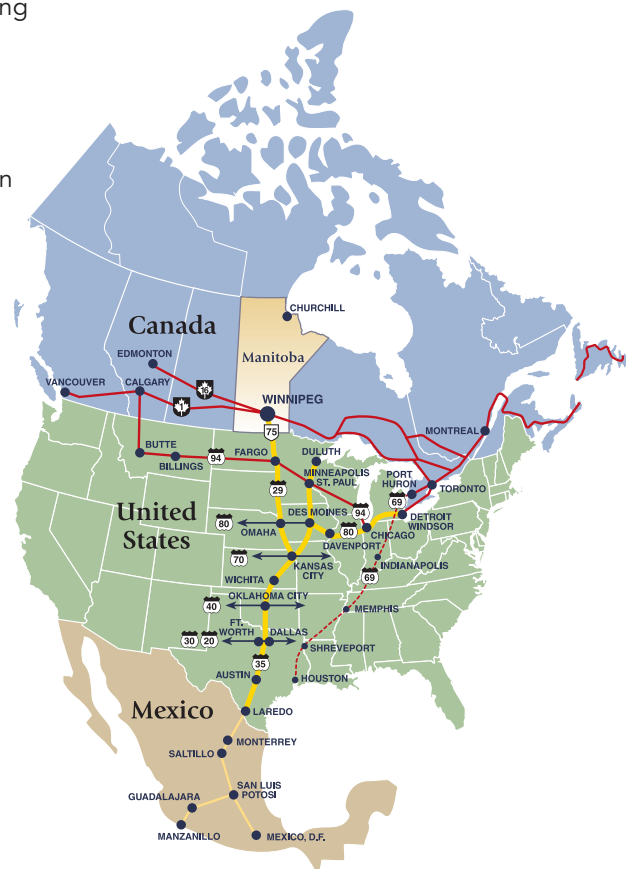 ng
n
CHURCHILL
Canada
Manitoba
EDMONTON
16
VANCOUVER
CALGARY
1
WINNIPEG
75
MONTREAL
BUTTE
BILLINGS
94
FARGO
DULUTH
MINNEAPOLIS
ST. PAUL
PORT
HURON
TORONTO
29
69
United
States
80
OMAHA
DES MOINES
94
80
DAVENPORT
CHICAGO
DETROIT
WINDSOR
70
KANSAS
CITY
INDIANAPOLIS
69
WICHITA
40
OKLAHOMA CITY
MEMPHIS
30
20
FT.
WORTH
DALLAS
SHREVEPORT
35
AUSTIN
HOUSTON
Mexico
LAREDO
MONTERREY
SALTILLO
SAN LUIS
POTOSI
GUADALAJARA
MANZANILLO
MEXICO, D.F.